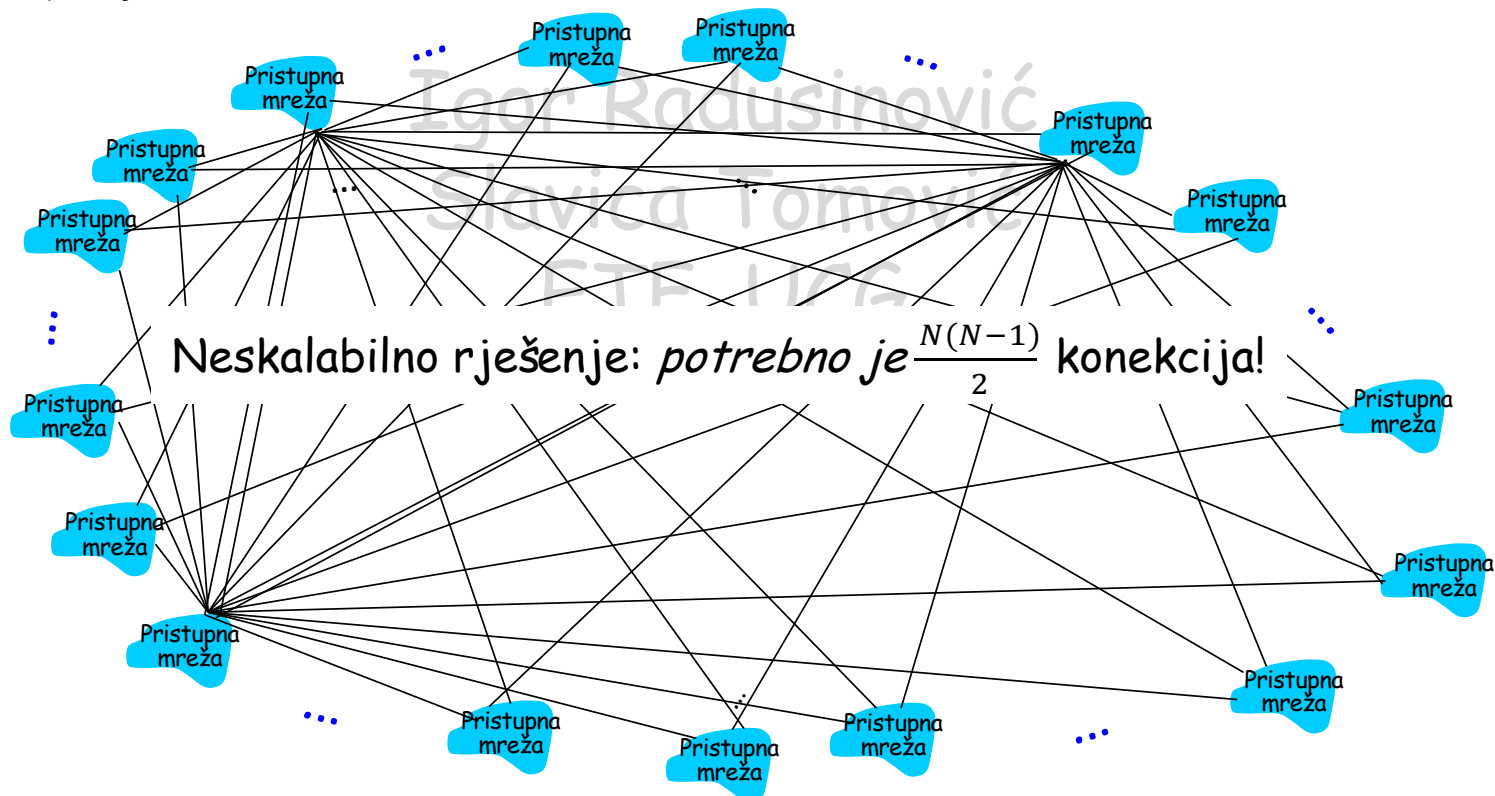 Pristupna
mreža
Pristupna
mreža
Pristupna
mreža
Igor Radusinović
Pristupna
mreža
Pristupna
mreža
Slavica Tomović
Pristupna
mreža
Pristupna
mreža
ETF UCG
Neskalabilno rješenje: potrebno je N(N−1)/2 konekcija!
Pristupna
mreža
Pristupna
mreža
Pristupna
mreža
Pristupna
mreža
Pristupna
mreža
Pristupna
mreža
Pristupna
mreža
Pristupna
mreža
Pristupna
mreža